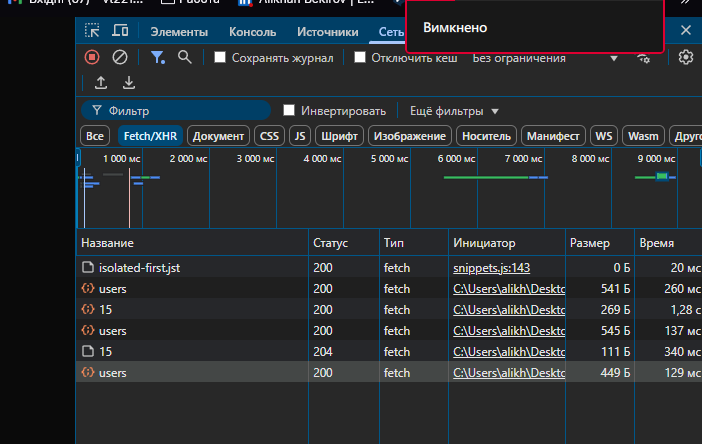 Вхідні (67) – vt221...
Работа
Alikhan Bekirov | E...
Вимкнено
Элементы Консоль Источники Сеть
Сохранять журнал Отключить кеш Без ограничения
Фильтр Инвертировать Ещё фильтры
Все Fetch/XHR Документ CSS JS Шрифт Изображение Носитель Манифест WS Wasm Друго
1 000 мс 2 000 мс 3 000 мс 4 000 мс 5 000 мс 6 000 мс 7 000 мс 8 000 мс 9 000 мс
Название Статус Тип Инициатор Размер Время
isolated-first.jst 200 fetch snippets.js:143 0 Б 20 мс
users 200 fetch C:\Users\alikh\Deskto 541 Б 260 мс
15 200 fetch C:\Users\alikh\Deskto 269 Б 1,28 с
users 200 fetch C:\Users\alikh\Deskto 545 Б 137 мс
15 204 fetch C:\Users\alikh\Deskto 111 Б 340 мс
users 200 fetch C:\Users\alikh\Deskto 449 Б 129 мс